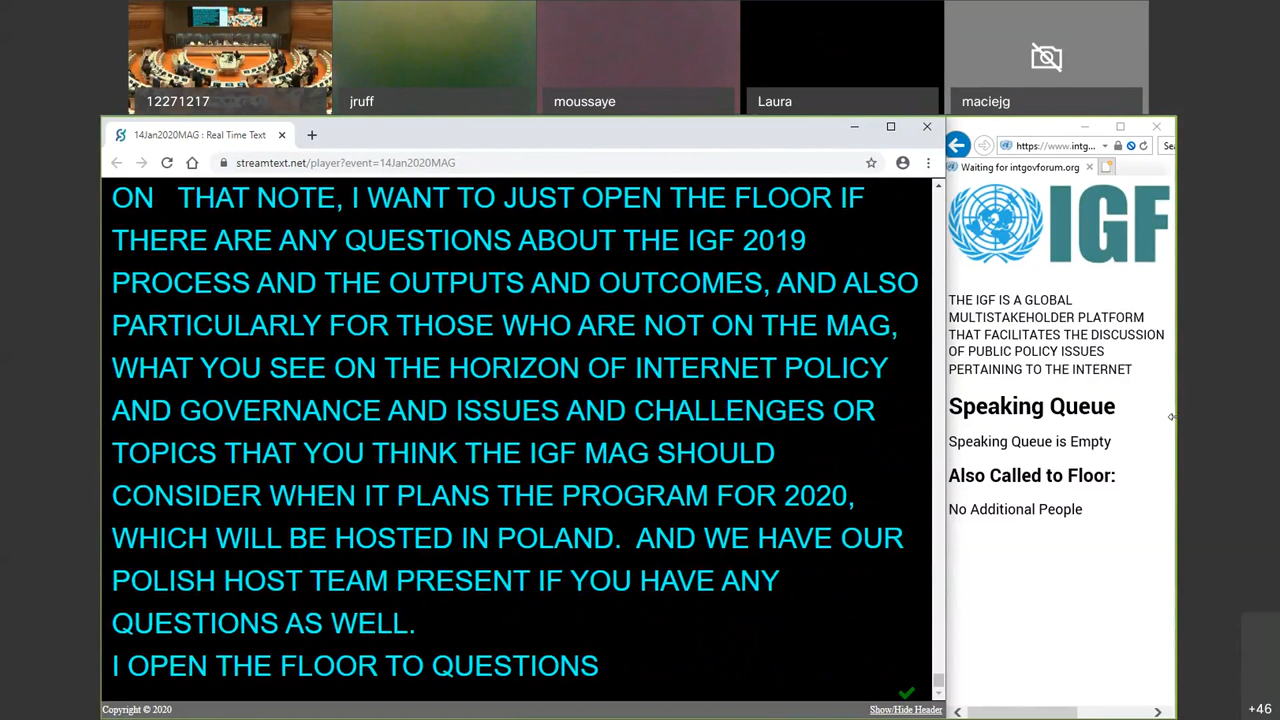 12271217
jruff
moussaye
Laura
maciejg
14Jan2020MAG : Real Time Text
streamtext.net/player?event=14Jan2020MAG
ON THAT NOTE, I WANT TO JUST OPEN THE FLOOR IF
THERE ARE ANY QUESTIONS ABOUT THE IGF 2019
PROCESS AND THE OUTPUTS AND OUTCOMES, AND ALSO
PARTICULARLY FOR THOSE WHO ARE NOT ON THE MAG,
WHAT YOU SEE ON THE HORIZON OF INTERNET POLICY
AND GOVERNANCE AND ISSUES AND CHALLENGES OR
TOPICS THAT YOU THINK THE IGF MAG SHOULD
CONSIDER WHEN IT PLANS THE PROGRAM FOR 2020,
WHICH WILL BE HOSTED IN POLAND. AND WE HAVE OUR
POLISH HOST TEAM PRESENT IF YOU HAVE ANY
QUESTIONS AS WELL.
I OPEN THE FLOOR TO QUESTIONS
Copyright © 2020
Show/Hide Header
https://www.intg...
Sea
Waiting for intgovforum.org
IGF
THE IGF IS A GLOBAL
MULTISTAKEHOLDER PLATFORM
THAT FACILITATES THE DISCUSSION
OF PUBLIC POLICY ISSUES
PERTAINING TO THE INTERNET
Speaking Queue
Speaking Queue is Empty
Also Called to Floor:
No Additional People
+46